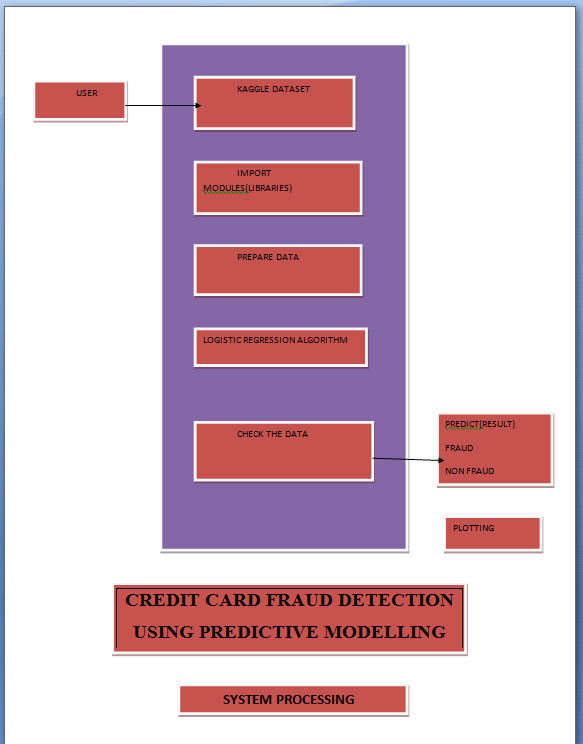 USER
KAGGLE DATASET
IMPORT
MODULES(LIBRARIES)
PREPARE DATA
LOGISTIC REGRESSION ALGORITHM
CHECK THE DATA
PREDICT(RESULT)
FRAUD
NON FRAUD
PLOTTING
CREDIT CARD FRAUD DETECTION
USING PREDICTIVE MODELLING
SYSTEM PROCESSING